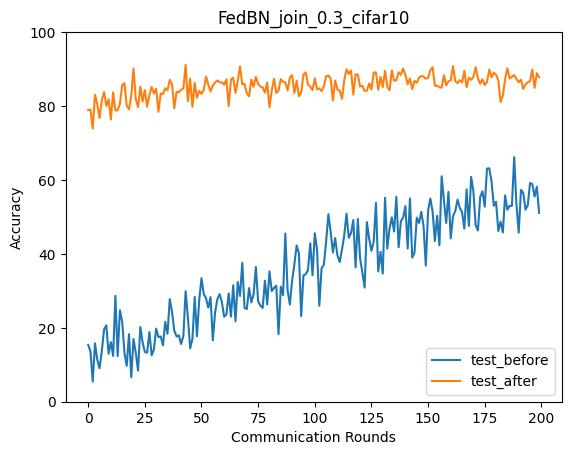 FedBN_join_0.3_cifar10
Accuracy
100
80
60
40
20
0
0 25 50 75 100 125 150 175 200
Communication Rounds
test_before
test_after